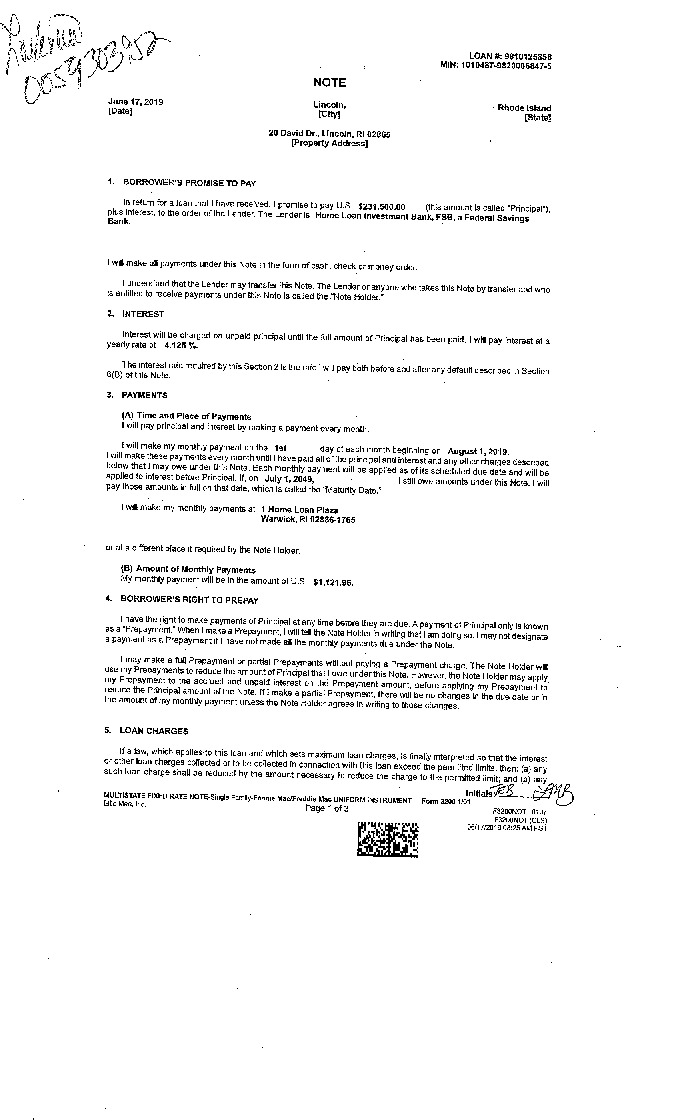 0059303952
LOAN #: 9910125858
MIN: 1010487-9820006847-5
NOTE
June 17, 2019
[Date]
Lincoln,
[City]
Rhode Island
[State]
20 David Dr., Lincoln, RI 02865
[Property Address]
1. BORROWER'S PROMISE TO PAY
In return for a loan that I have received, I promise to pay U.S. $231,500.00 (this amount is called "Principal"),
plus interest, to the order of the Lender. The Lender is Home Loan Investment Bank, FSB, a Federal Savings
Bank.
I will make all payments under this Note in the form of cash, check or money order.
I understand that the Lender may transfer this Note. The Lender or anyone who takes this Note by transfer and who
is entitled to receive payments under this Note is called the "Note Holder."
2. INTEREST
Interest will be charged on unpaid principal until the full amount of Principal has been paid. I will pay interest at a
yearly rate of 4.125 %.
The interest rate required by this Section 2 is the rate I will pay both before and after any default described in Section
6(B) of this Note.
3. PAYMENTS
(A) Time and Place of Payments
I will pay principal and interest by making a payment every month.
I will make my monthly payment on the 1st day of each month beginning on August 1, 2019.
I will make these payments every month until I have paid all of the principal and interest and any other charges described
below that I may owe under this Note. Each monthly payment will be applied as of its scheduled due date and will be
applied to interest before Principal. If, on July 1, 2049, I still owe amounts under this Note, I will
pay those amounts in full on that date, which is called the "Maturity Date."
I will make my monthly payments at 1 Home Loan Plaza
Warwick, RI 02886-1765
or at a different place if required by the Note Holder.
(B) Amount of Monthly Payments
My monthly payment will be in the amount of U.S. $1,121.96.
4. BORROWER'S RIGHT TO PREPAY
I have the right to make payments of Principal at any time before they are due. A payment of Principal only is known
as a "Prepayment." When I make a Prepayment, I will tell the Note Holder in writing that I am doing so. I may not designate
a payment as a Prepayment if I have not made all the monthly payments due under the Note.
I may make a full Prepayment or partial Prepayments without paying a Prepayment charge. The Note Holder will
use my Prepayments to reduce the amount of Principal that I owe under this Note. However, the Note Holder may apply
my Prepayment to the accrued and unpaid interest on the Prepayment amount, before applying my Prepayment to
reduce the Principal amount of the Note. If I make a partial Prepayment, there will be no changes in the due date or in
the amount of my monthly payment unless the Note Holder agrees in writing to those changes.
5. LOAN CHARGES
If a law, which applies to this loan and which sets maximum loan charges, is finally interpreted so that the interest
or other loan charges collected or to be collected in connection with this loan exceed the permitted limits, then: (a) any
such loan charge shall be reduced by the amount necessary to reduce the charge to the permitted limit; and (b) any
Initials:
MULTISTATE FIXED RATE NOTE-Single Family-Fannie Mae/Freddie Mac UNIFORM INSTRUMENT Form 3200 1/01
Ellie Mae, Inc.
Page 1 of 3
F3200NOT
F3200NOT (CLS)
06/17/2019 08:25 AM PST